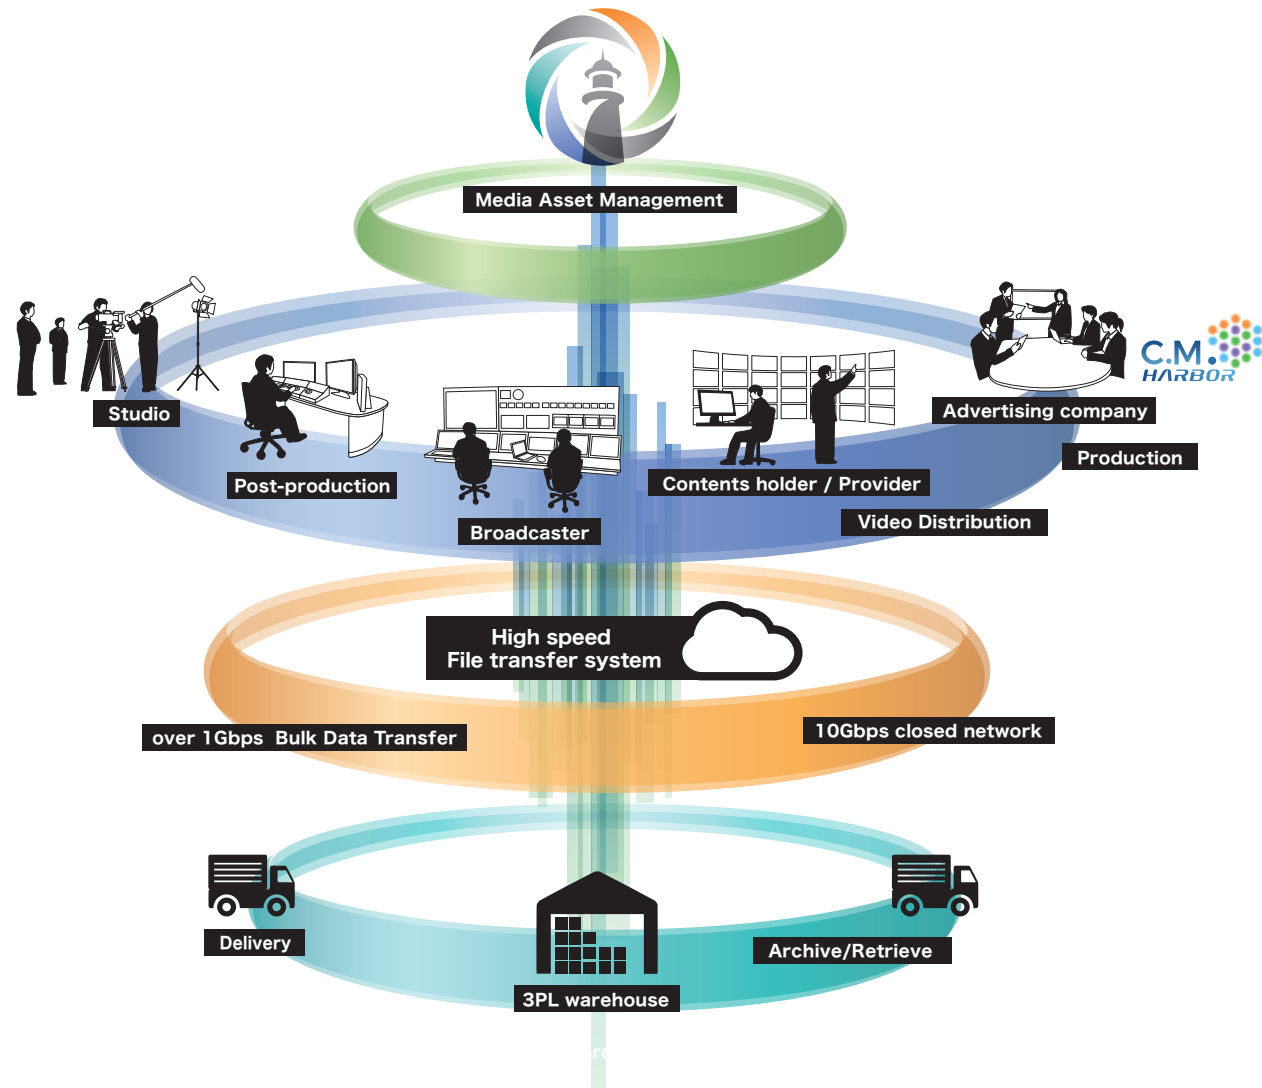 Media Asset Management
C.M.
HARBOR
Studio
Advertising company
Production
Post-production
Contents holder / Provider
Video Distribution
Broadcaster
High speed
File transfer system
over 1Gbps Bulk Data Transfer
10Gbps closed network
Delivery
Archive/Retrieve
3PL warehouse